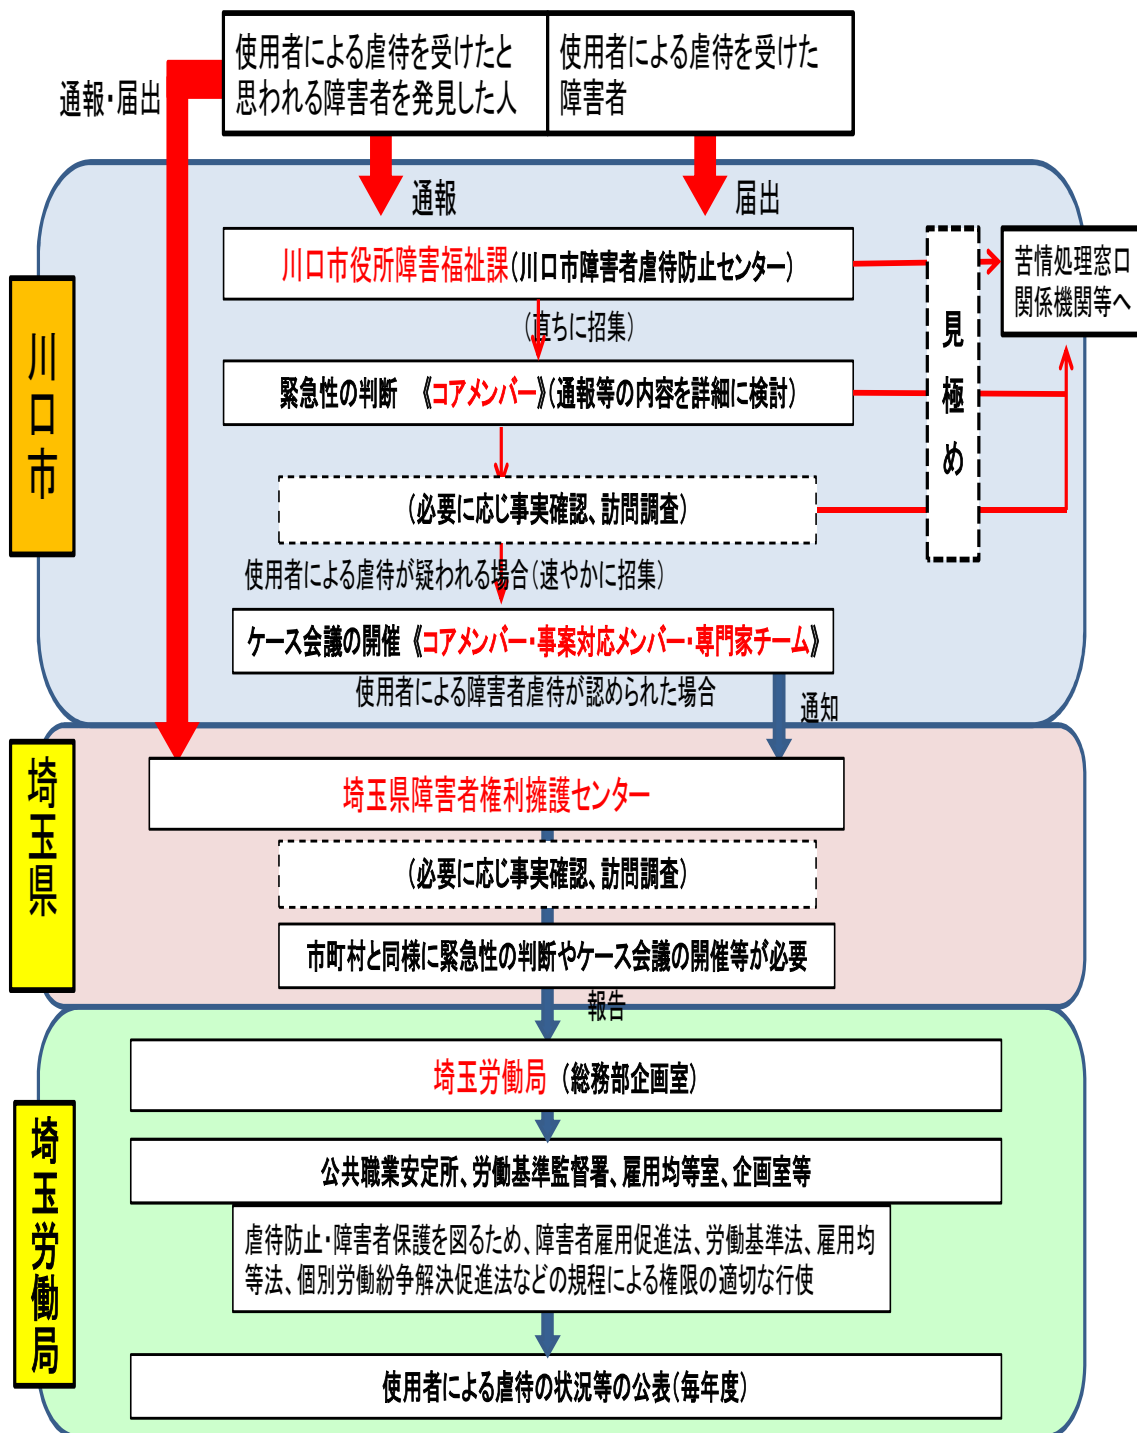 使用者による虐待を受けたと
思われる障害者を発見した人
使用者による虐待を受けた
障害者
通報・届出
通報
届出
川口市
川口市役所障害福祉課(川口市障害者虐待防止センター)
見極め
苦情処理窓口
関係機関等へ
(直ちに招集)
緊急性の判断 《コアメンバー》(通報等の内容を詳細に検討)
(必要に応じ事実確認、訪問調査)
使用者による虐待が疑われる場合(速やかに招集)
ケース会議の開催《コアメンバー・事案対応メンバー・専門家チーム》
使用者による障害者虐待が認められた場合
通知
埼玉県
埼玉県障害者権利擁護センター
(必要に応じ事実確認、訪問調査)
市町村と同様に緊急性の判断やケース会議の開催等が必要
報告
埼玉労働局
埼玉労働局 (総務部企画室)
公共職業安定所、労働基準監督署、雇用均等室、企画室等
虐待防止・障害者保護を図るため、障害者雇用促進法、労働基準法、雇用均
等法、個別労働紛争解決促進法などの規程による権限の適切な行使
使用者による虐待の状況等の公表(毎年度)